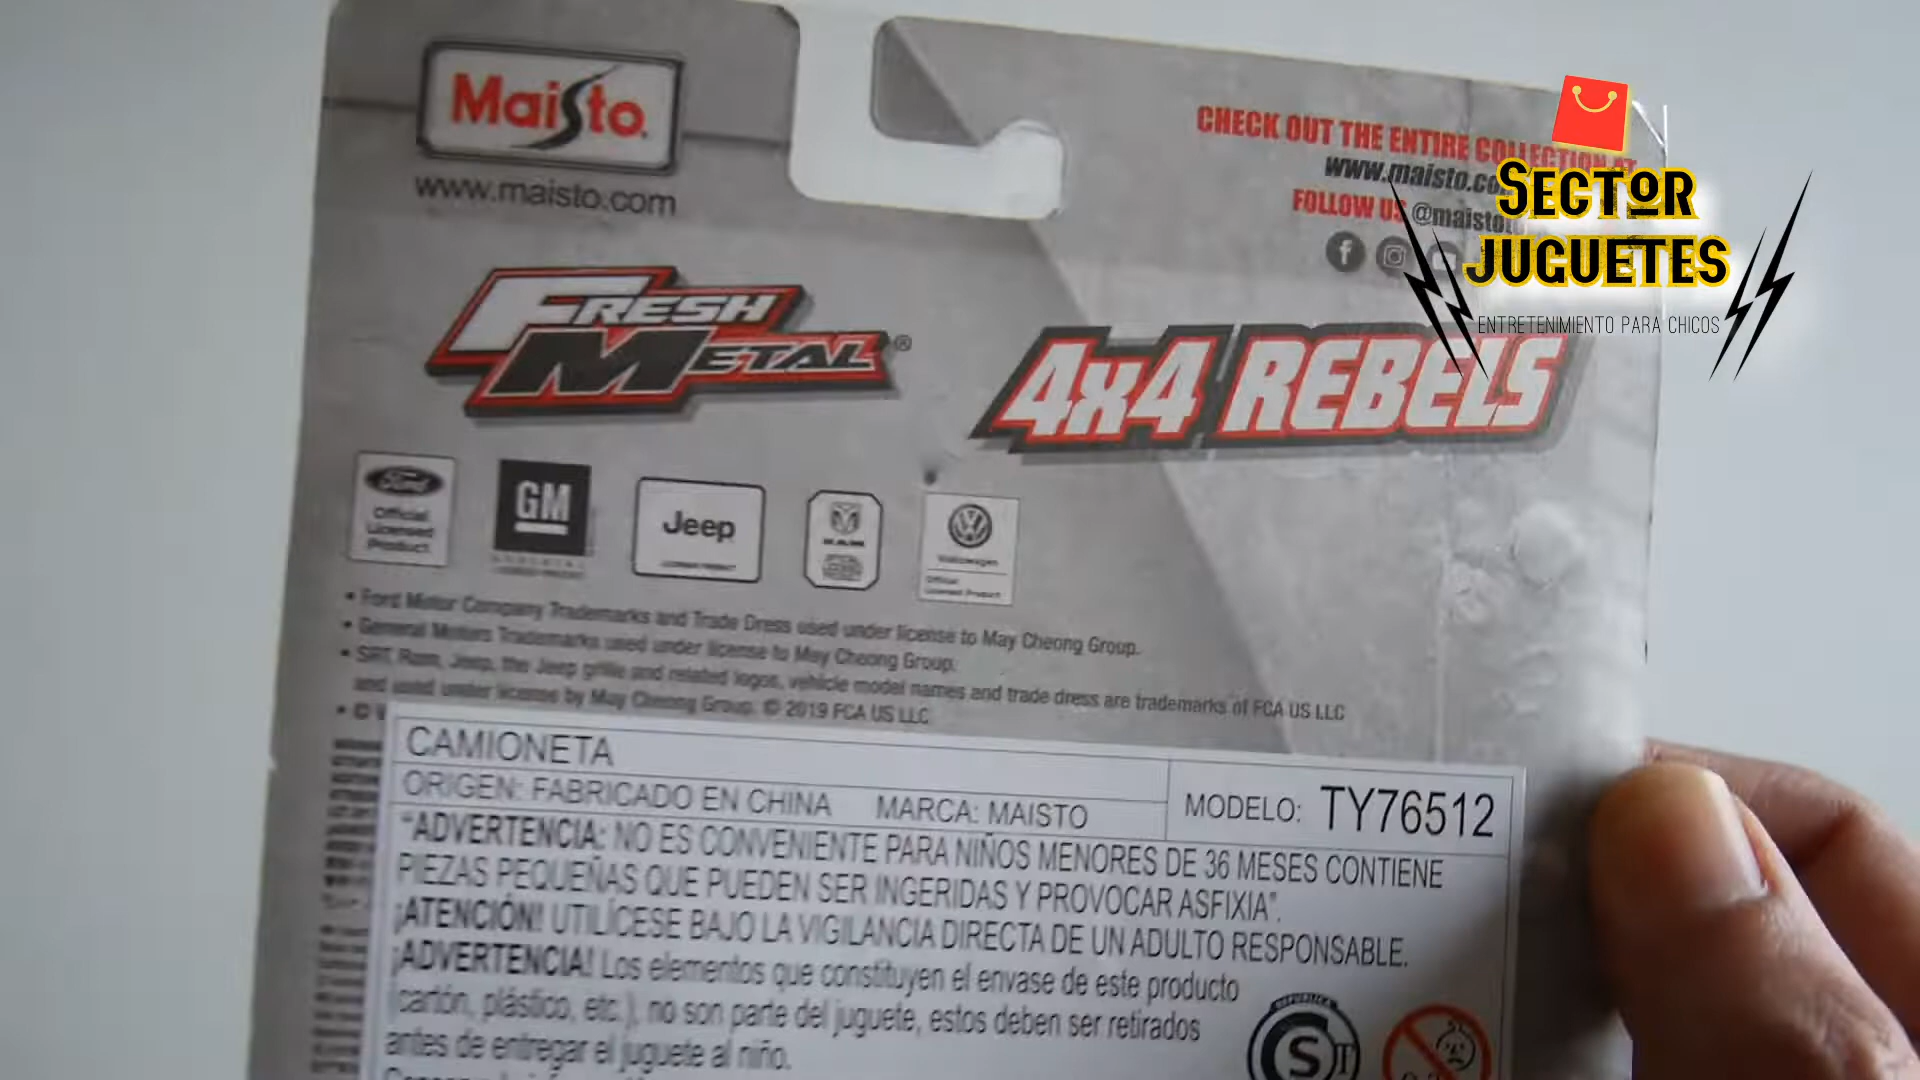 Maisto
www.maisto.com
CHECK OUT THE ENTIRE COLLECTION AT
www.maisto.co
FOLLOW US @maisto
SECTOR
JUGUETES
ENTRETENIMIENTO PARA CHICOS
FRESH
METAL®
4x4 REBELS
Ford
Official
Licensed
Product
GM
Jeep
RAM
Volkswagen
Official
Licensed Product
• Ford Motor Company Trademarks and Trade Dress used under license to May Cheong Group.
• General Motors Trademarks used under license to May Cheong Group.
• SRT, Ram, Jeep, the Jeep grille and related logos, vehicle model names and trade dress are trademarks of FCA US LLC
and used under license by May Cheong Group. © 2019 FCA US LLC
• ©
CAMIONETA
ORIGEN: FABRICADO EN CHINA MARCA: MAISTO
MODELO: TY76512
"ADVERTENCIA: NO ES CONVENIENTE PARA NIÑOS MENORES DE 36 MESES CONTIENE
PIEZAS PEQUEÑAS QUE PUEDEN SER INGERIDAS Y PROVOCAR ASFIXIA".
¡ATENCIÓN! UTILÍCESE BAJO LA VIGILANCIA DIRECTA DE UN ADULTO RESPONSABLE.
¡ADVERTENCIA! Los elementos que constituyen el envase de este producto
(cartón, plástico, etc.), no son parte del juguete, estos deben ser retirados
antes de entregar el juguete al niño.
REPUBLICA
S